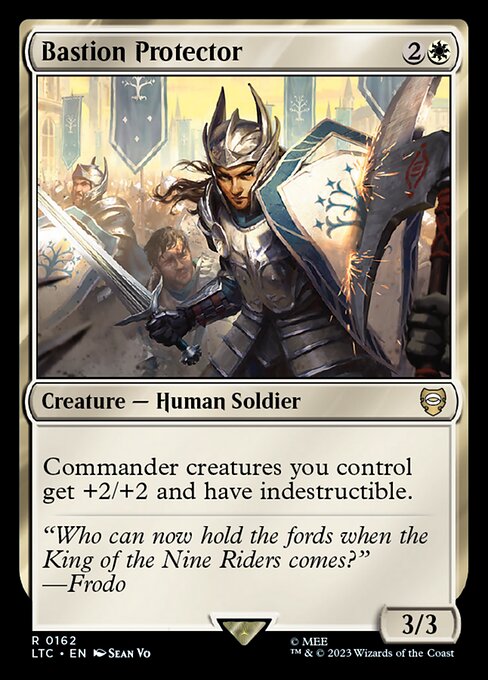 Bastion Protector 2
Creature — Human Soldier
Commander creatures you control
get +2/+2 and have indestructible.
“Who can now hold the fords when the
King of the Nine Riders comes?”
—Frodo
3/3
R 0162
LTC • EN Sean Vo
© MEE
™ & © 2023 Wizards of the Coast